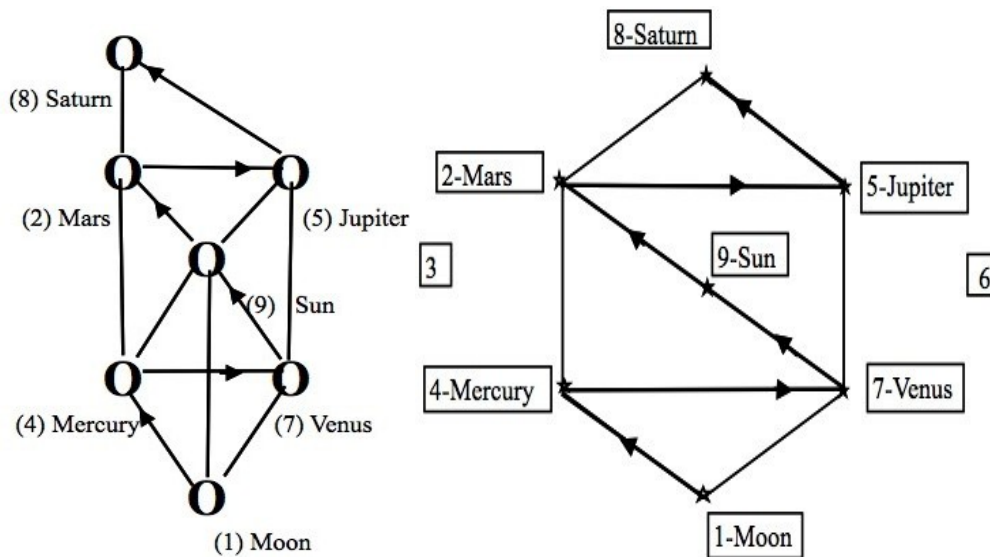 (8) Saturn
(2) Mars
(5) Jupiter
(9) Sun
(4) Mercury
(7) Venus
(1) Moon
8-Saturn
2-Mars
5-Jupiter
3
9-Sun
6
4-Mercury
7-Venus
1-Moon